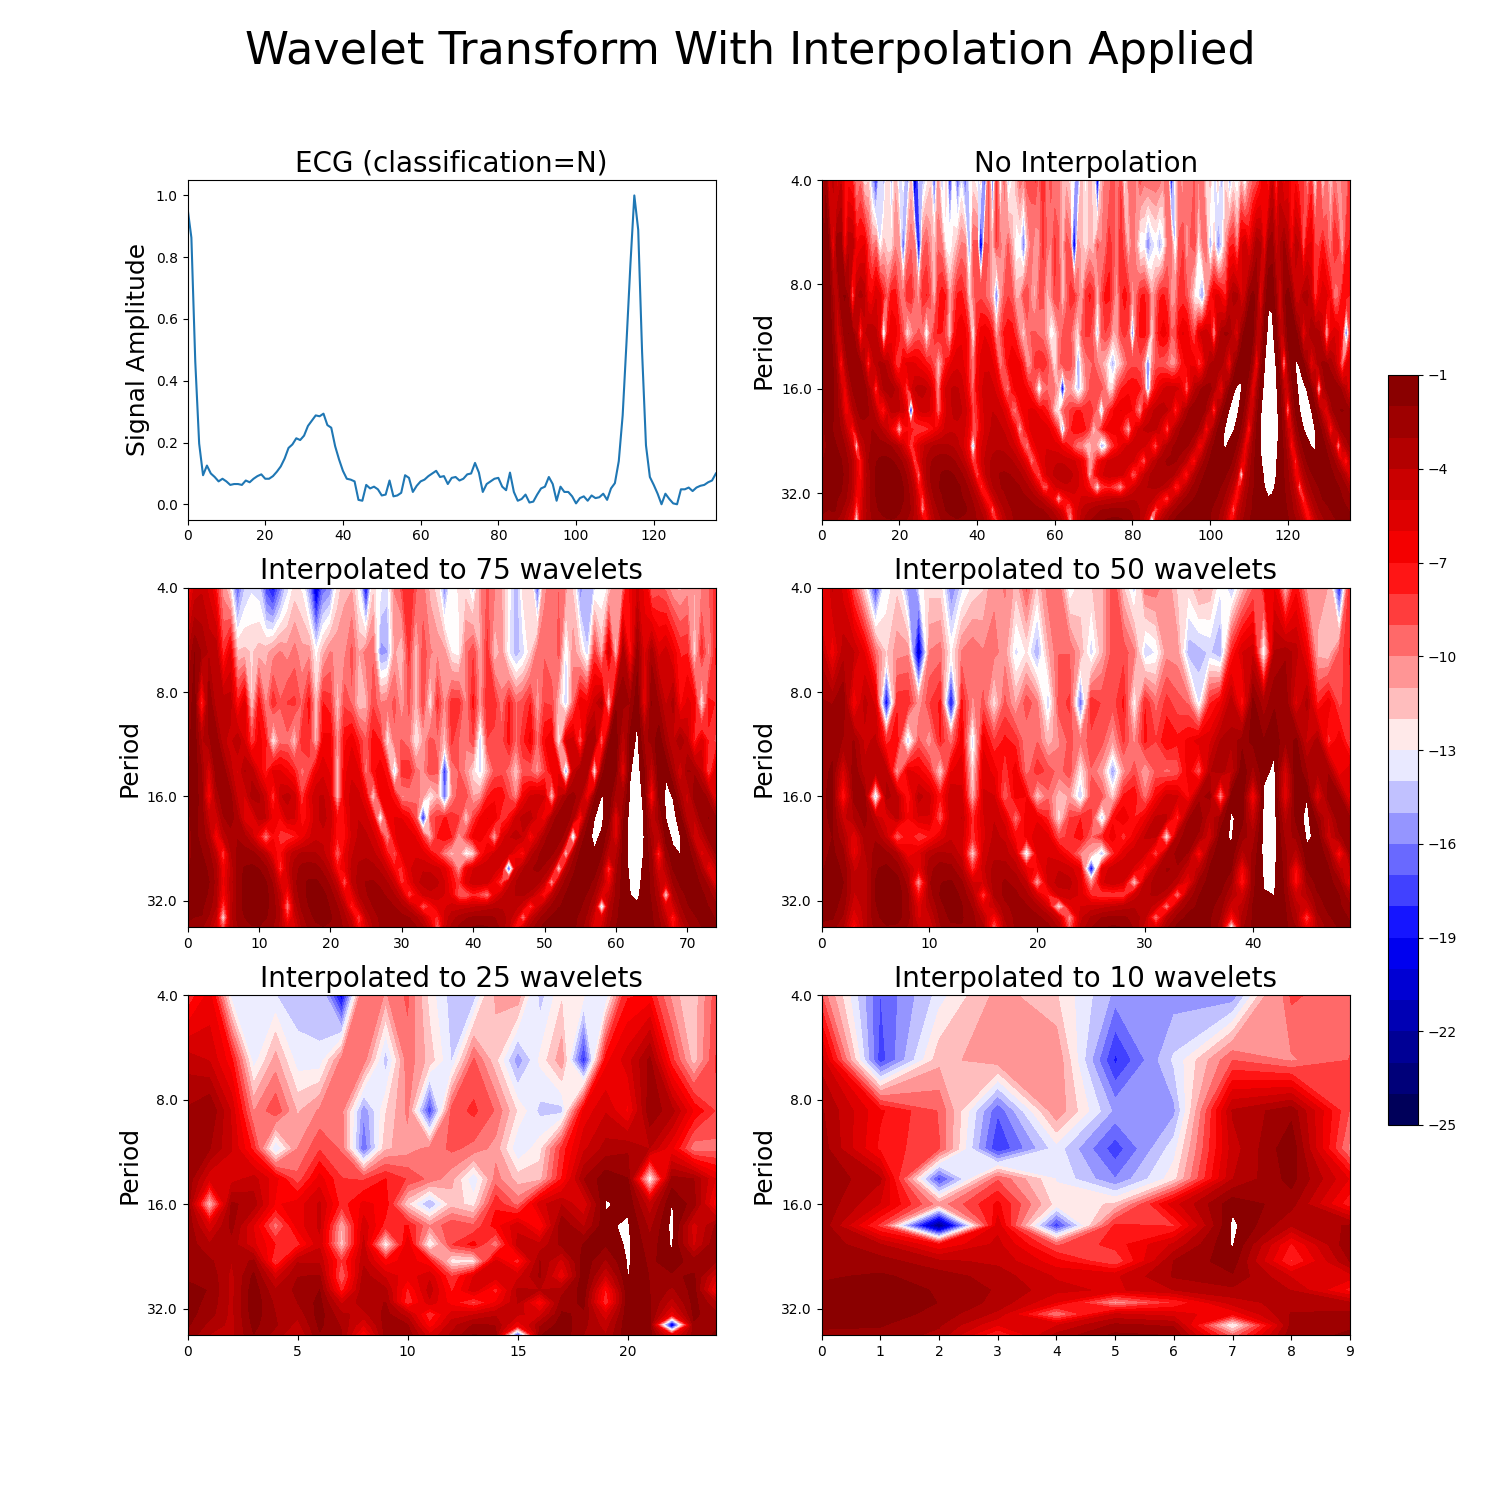 Wavelet Transform With Interpolation Applied
ECG (classification=N)
Signal Amplitude
1.0
0.8
0.6
0.4
0.2
0.0
0 20 40 60 80 100 120
No Interpolation
Period
4.0
8.0
16.0
32.0
0 20 40 60 80 100 120
Interpolated to 75 wavelets
Period
4.0
8.0
16.0
32.0
0 10 20 30 40 50 60 70
Interpolated to 50 wavelets
Period
4.0
8.0
16.0
32.0
0 10 20 30 40
Interpolated to 25 wavelets
Period
4.0
8.0
16.0
32.0
0 5 10 15 20
Interpolated to 10 wavelets
Period
4.0
8.0
16.0
32.0
0 1 2 3 4 5 6 7 8 9
−1
−4
−7
−10
−13
−16
−19
−22
−25